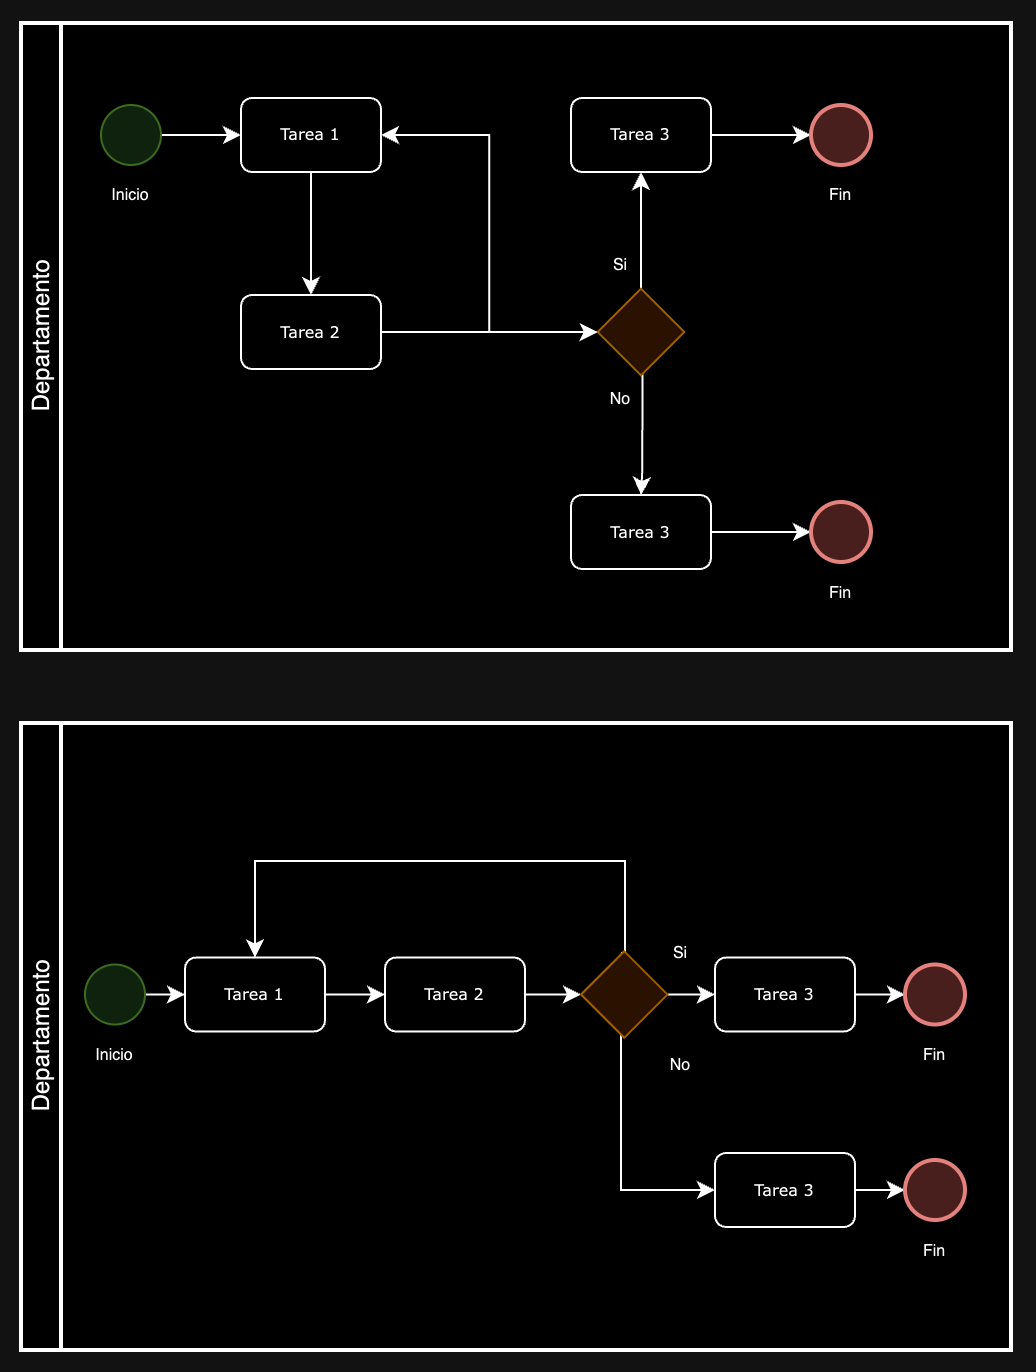 Departamento
Inicio
Tarea 1
Tarea 3
Fin
Si
Tarea 2
No
Tarea 3
Fin
Departamento
Si
Inicio
Tarea 1
Tarea 2
Tarea 3
Fin
No
Tarea 3
Fin